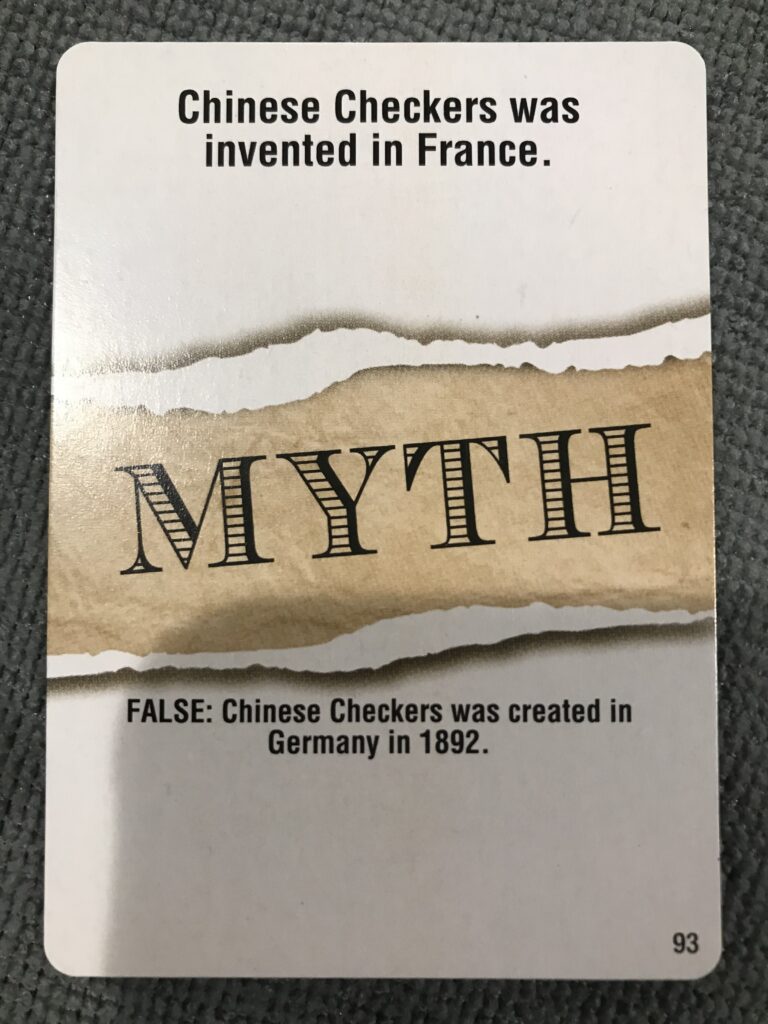 Chinese Checkers was
invented in France.
MYTH
FALSE: Chinese Checkers was created in
Germany in 1892.
93